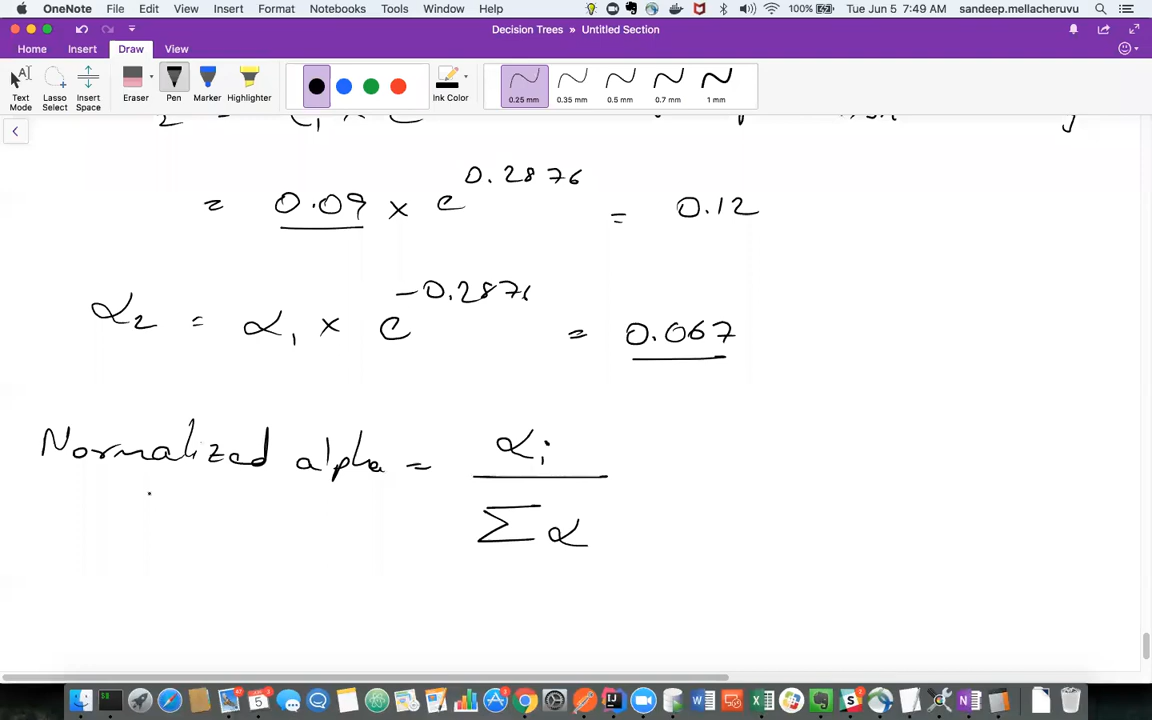 OneNote File Edit View Insert Format Notebooks Tools Window Help 100% Tue Jun 5 7:49 AM sandeep.mellacheruvu
Decision Trees » Untitled Section
Home Insert Draw View
Text Mode Lasso Select Insert Space Eraser Pen Marker Highlighter Ink Color 0.25 mm 0.35 mm 0.5 mm 0.7 mm 1 mm
= 0.09 × e^0.2876 = 0.12
α₂ = α₁ × e^-0.2876 = 0.067
Normalized alpha = αi
Σ α